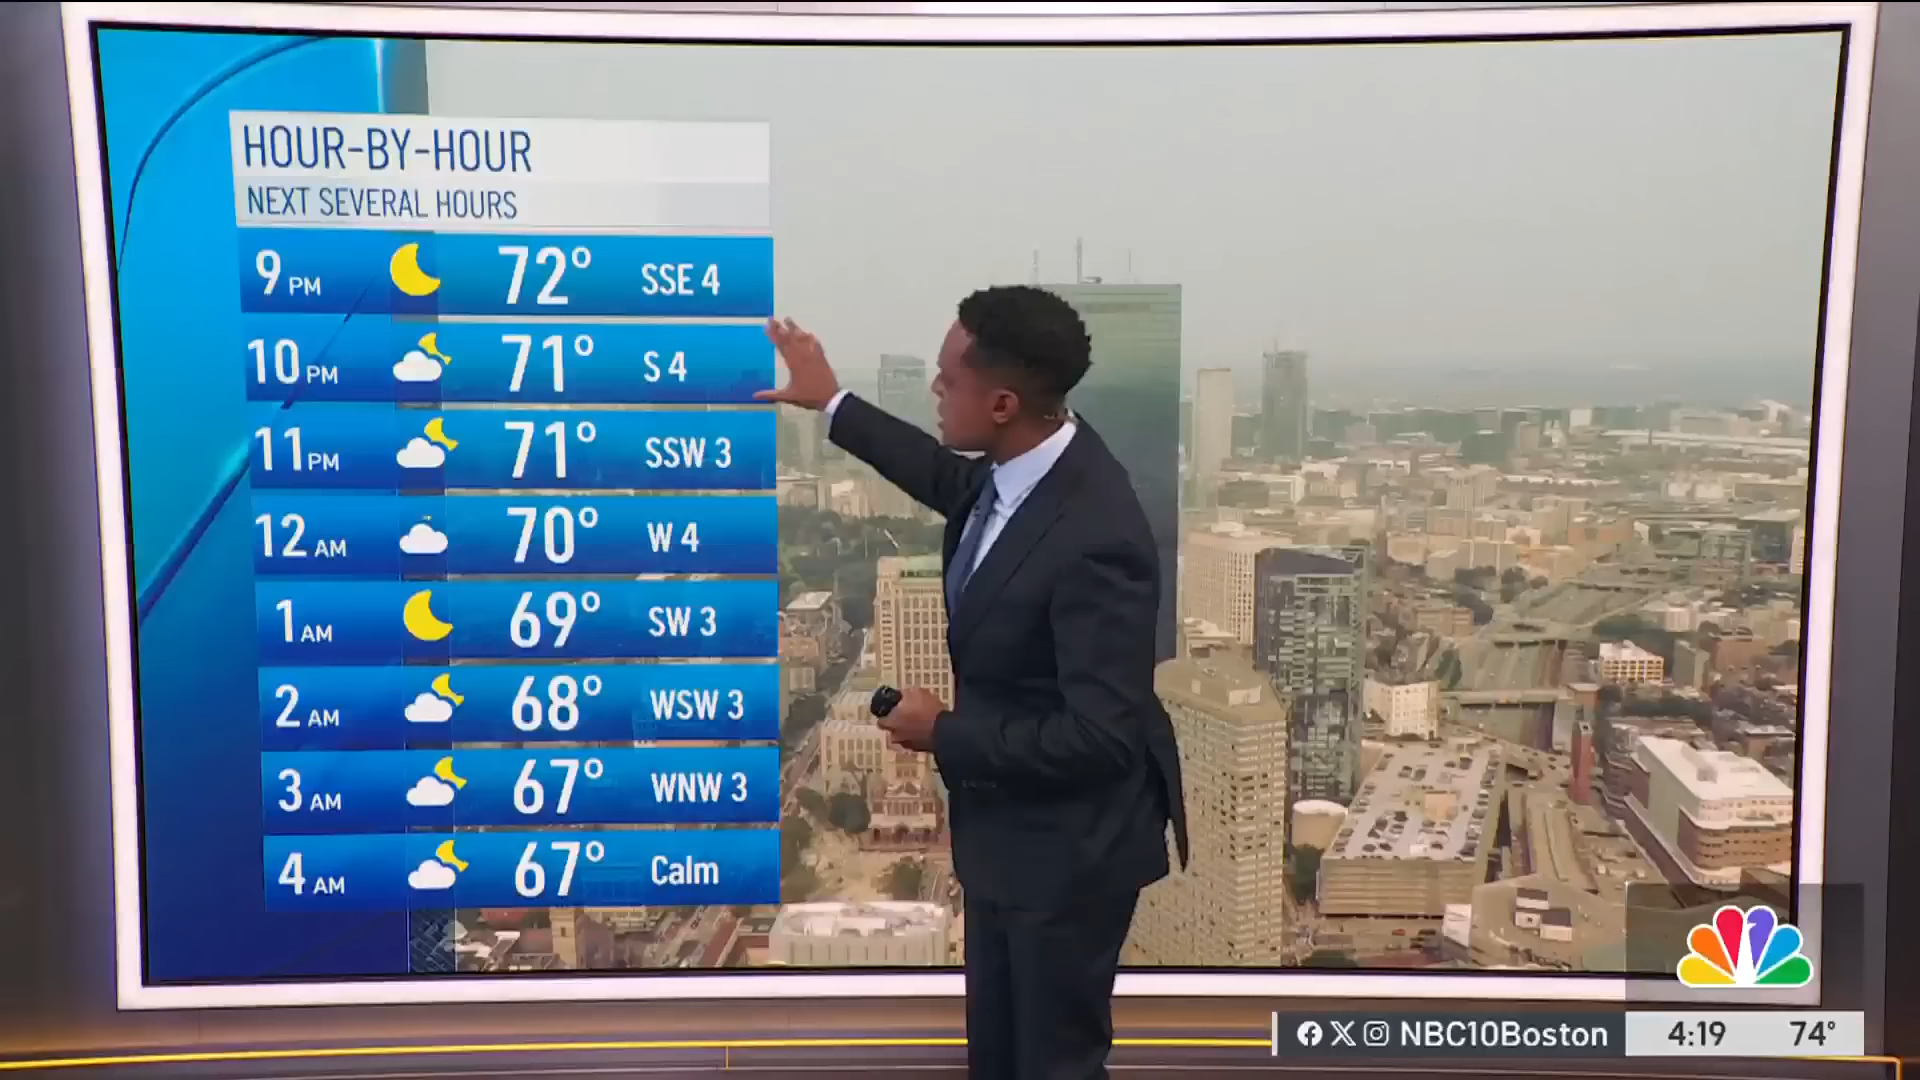 HOUR-BY-HOUR
NEXT SEVERAL HOURS
9 PM 72° SSE 4
10 PM 71° S 4
11 PM 71° SSW 3
12 AM 70° W 4
1 AM 69° SW 3
2 AM 68° WSW 3
3 AM 67° WNW 3
4 AM 67° Calm
NBC10Boston 4:19 74°